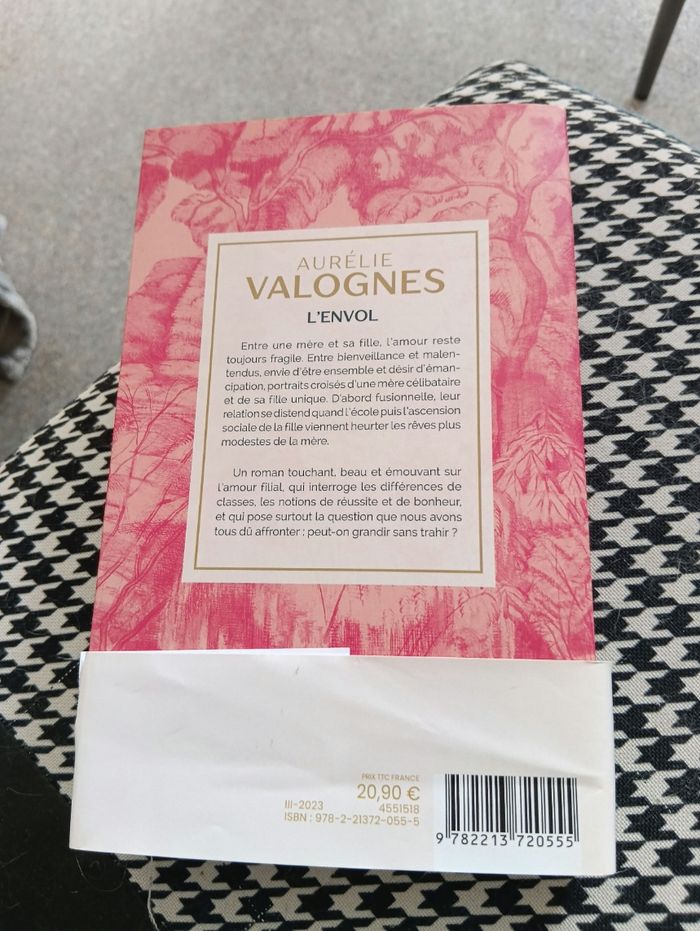 AURÉLIE
VALOGNES
L'ENVOL
Entre une mère et sa fille, l'amour reste
toujours fragile. Entre bienveillance et malen-
tendus, envie d'être ensemble et désir d'éman-
cipation, portraits croisés d'une mère célibataire
et de sa fille unique. D'abord fusionnelle, leur
relation se distend quand l'école puis l'ascension
sociale de la fille viennent heurter les rêves plus
modestes de la mère.
Un roman touchant, beau et émouvant sur
l'amour filial, qui interroge les différences de
classes, les notions de réussite et de bonheur,
et qui pose surtout la question que nous avons
tous dû affronter : peut-on grandir sans trahir ?
PRIX TTC FRANCE
20,90 €
III-2023 4551518
ISBN : 978-2-21372-055-5
9 782213 720555